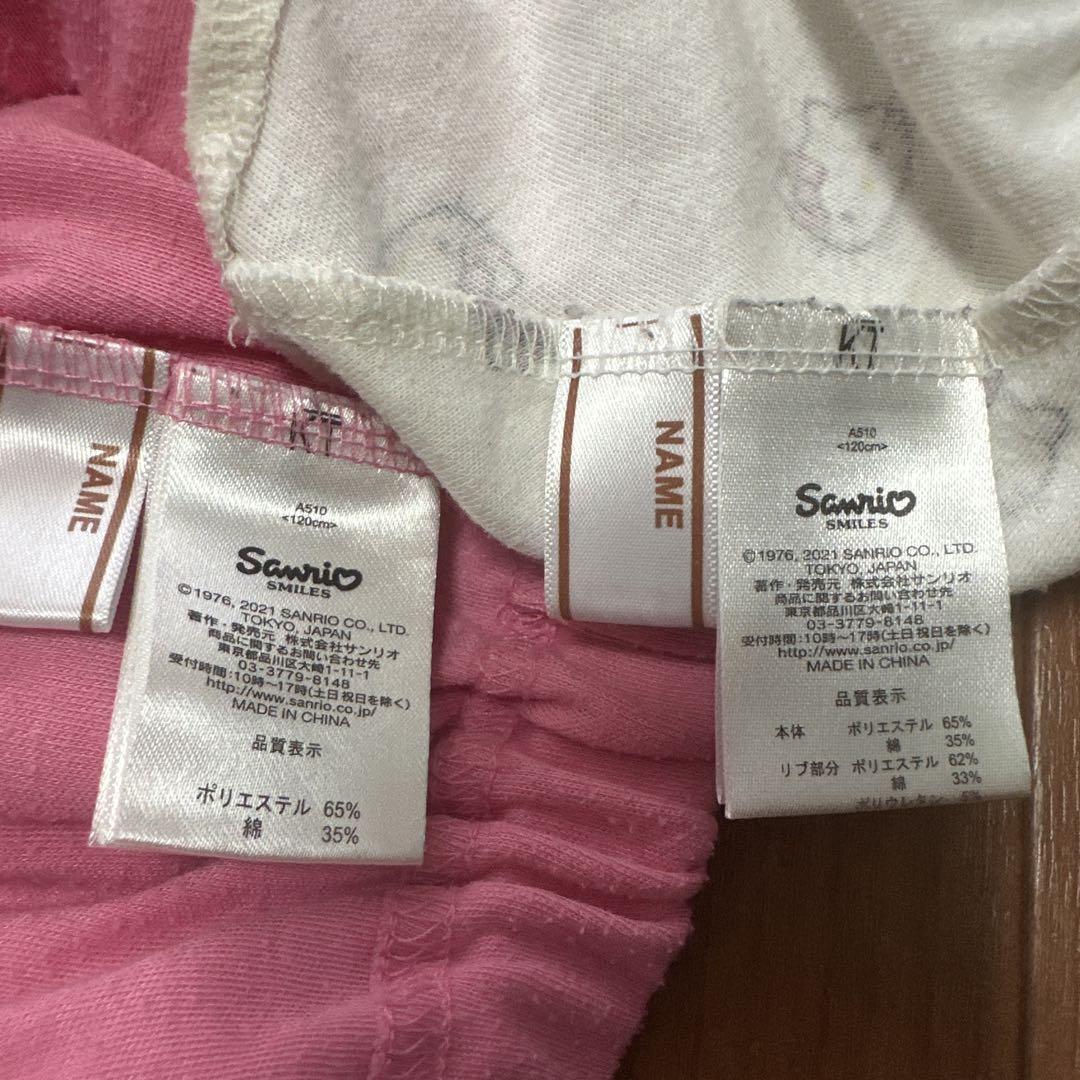 NAME
KT
A510
<120cm>
Sanrio
SMILES
©1976, 2021 SANRIO CO., LTD.
TOKYO, JAPAN
著作・発売元 株式会社サンリオ
商品に関するお問い合わせ先
東京都品川区大崎1-11-1
03-3779-8148
受付時間:10時~17時(土日祝日を除く)
http://www.sanrio.co.jp/
MADE IN CHINA
品質表示
ポリエステル 65%
綿 35%
NAME
KT
A510
<120cm>
Sanrio
SMILES
©1976, 2021 SANRIO CO., LTD.
TOKYO, JAPAN
著作・発売元 株式会社サンリオ
商品に関するお問い合わせ先
東京都品川区大崎1-11-1
03-3779-8148
受付時間:10時~17時(土日祝日を除く)
http://www.sanrio.co.jp/
MADE IN CHINA
品質表示
本体 ポリエステル 65%
綿 35%
リブ部分 ポリエステル 62%
綿 33%
ポリウレタン 5%